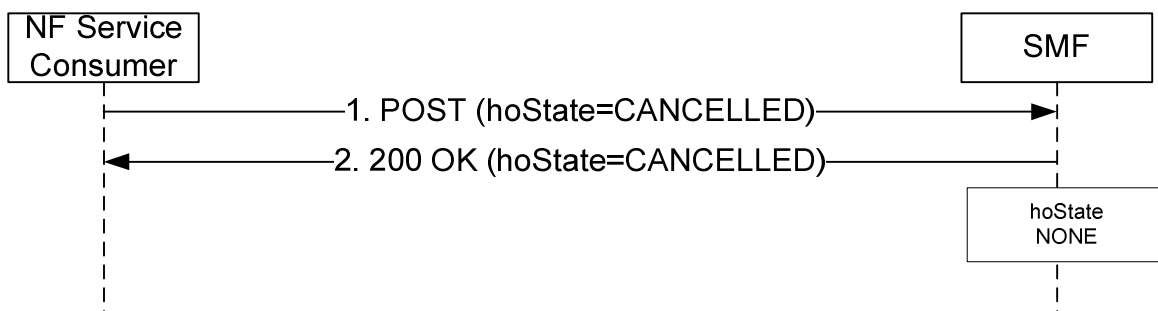 NF Service
Consumer
SMF
1. POST (hoState=CANCELLED)
2. 200 OK (hoState=CANCELLED)
hoState
NONE